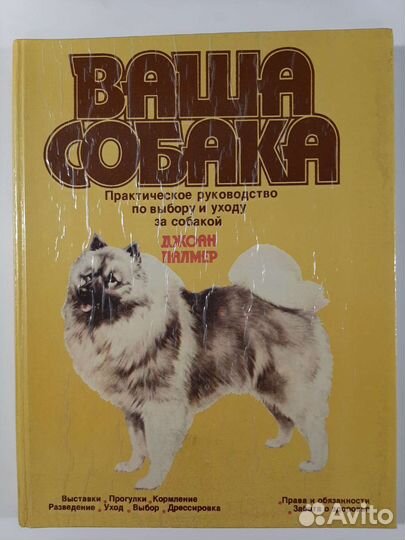 ВАША
СОБАКА
Практическое руководство
по выбору и уходу
за собакой
ДЖОАН
ПАЛМЕР
Выставки Прогулки Кормление
Разведение Уход Выбор Дрессировка
Права и обязанности
Забота о здоровье
Avito